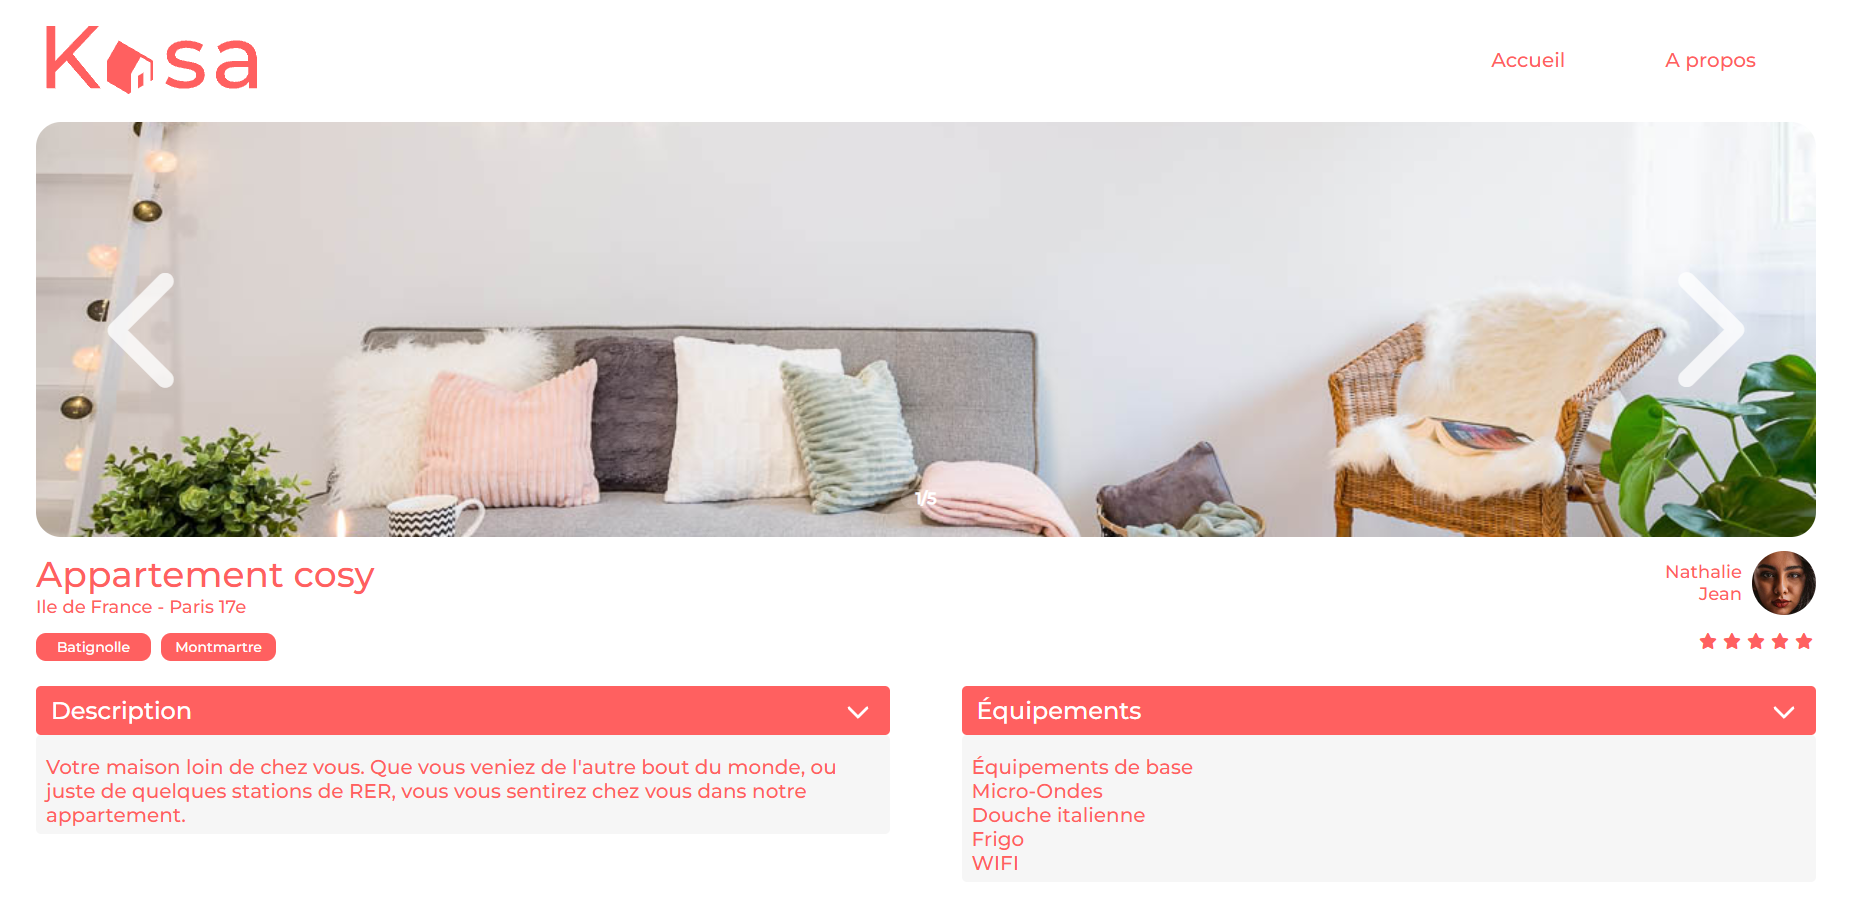 Kasa
Accueil
A propos
1/5
Appartement cosy
Ile de France - Paris 17e
Batignolle
Montmartre
Nathalie
Jean
Description
Votre maison loin de chez vous. Que vous veniez de l'autre bout du monde, ou
juste de quelques stations de RER, vous vous sentirez chez vous dans notre
appartement.
Équipements
Équipements de base
Micro-Ondes
Douche italienne
Frigo
WIFI